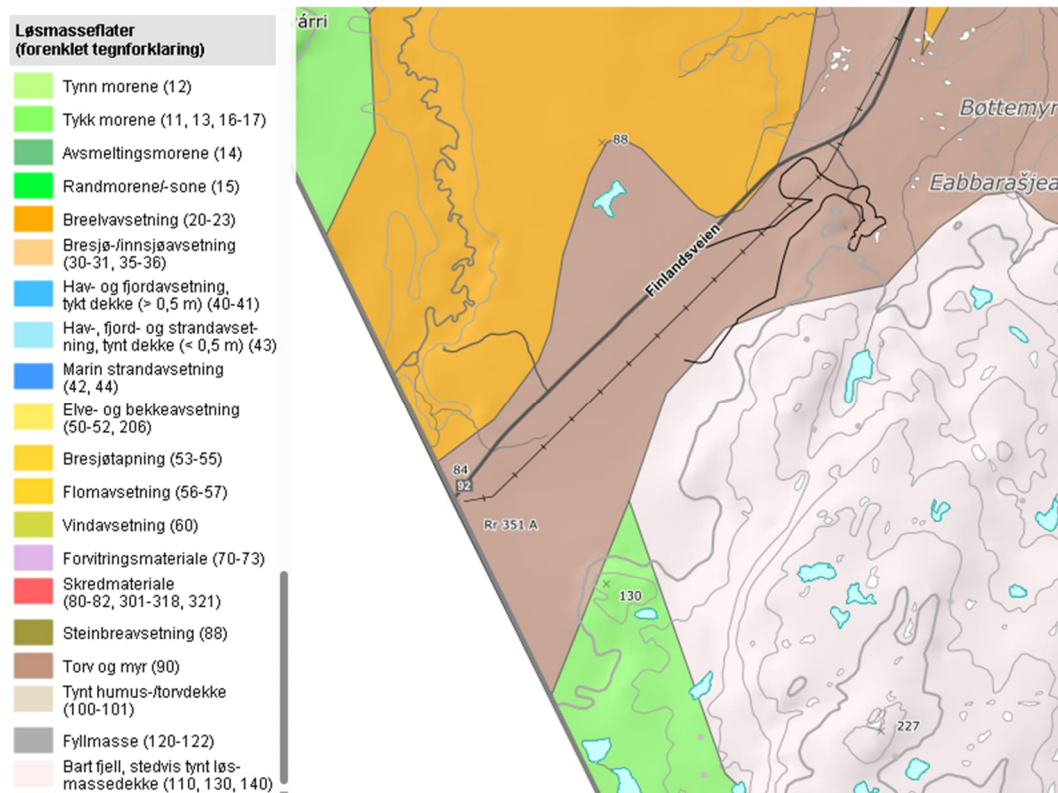 Løsmasseflater
(forenklet tegnforklaring)
Tynn morene (12)
Tykk morene (11, 13, 16-17)
Avsmeltingsmorene (14)
Randmorene/-sone (15)
Breelvavsetning (20-23)
Bresjø-/innsjøavsetning
(30-31, 35-36)
Hav- og fjordavsetning,
tykt dekke (> 0,5 m) (40-41)
Hav-, fjord- og strandavset-
ning, tynt dekke (< 0,5 m) (43)
Marin strandavsetning
(42, 44)
Elve- og bekkeavsetning
(50-52, 206)
Bresjøtapning (53-55)
Flomavsetning (56-57)
Vindavsetning (60)
Forvitringsmateriale (70-73)
Skredmateriale
(80-82, 301-318, 321)
Steinbreavsetning (88)
Torv og myr (90)
Tynt humus-/torvdekke
(100-101)
Fyllmasse (120-122)
Bart fjell, stedvis tynt løs-
massedekke (110, 130, 140)
várri
88
Bøttemyr
Eabbarašjea
Finlandsveien
84
92
Rr 351 A
130
227